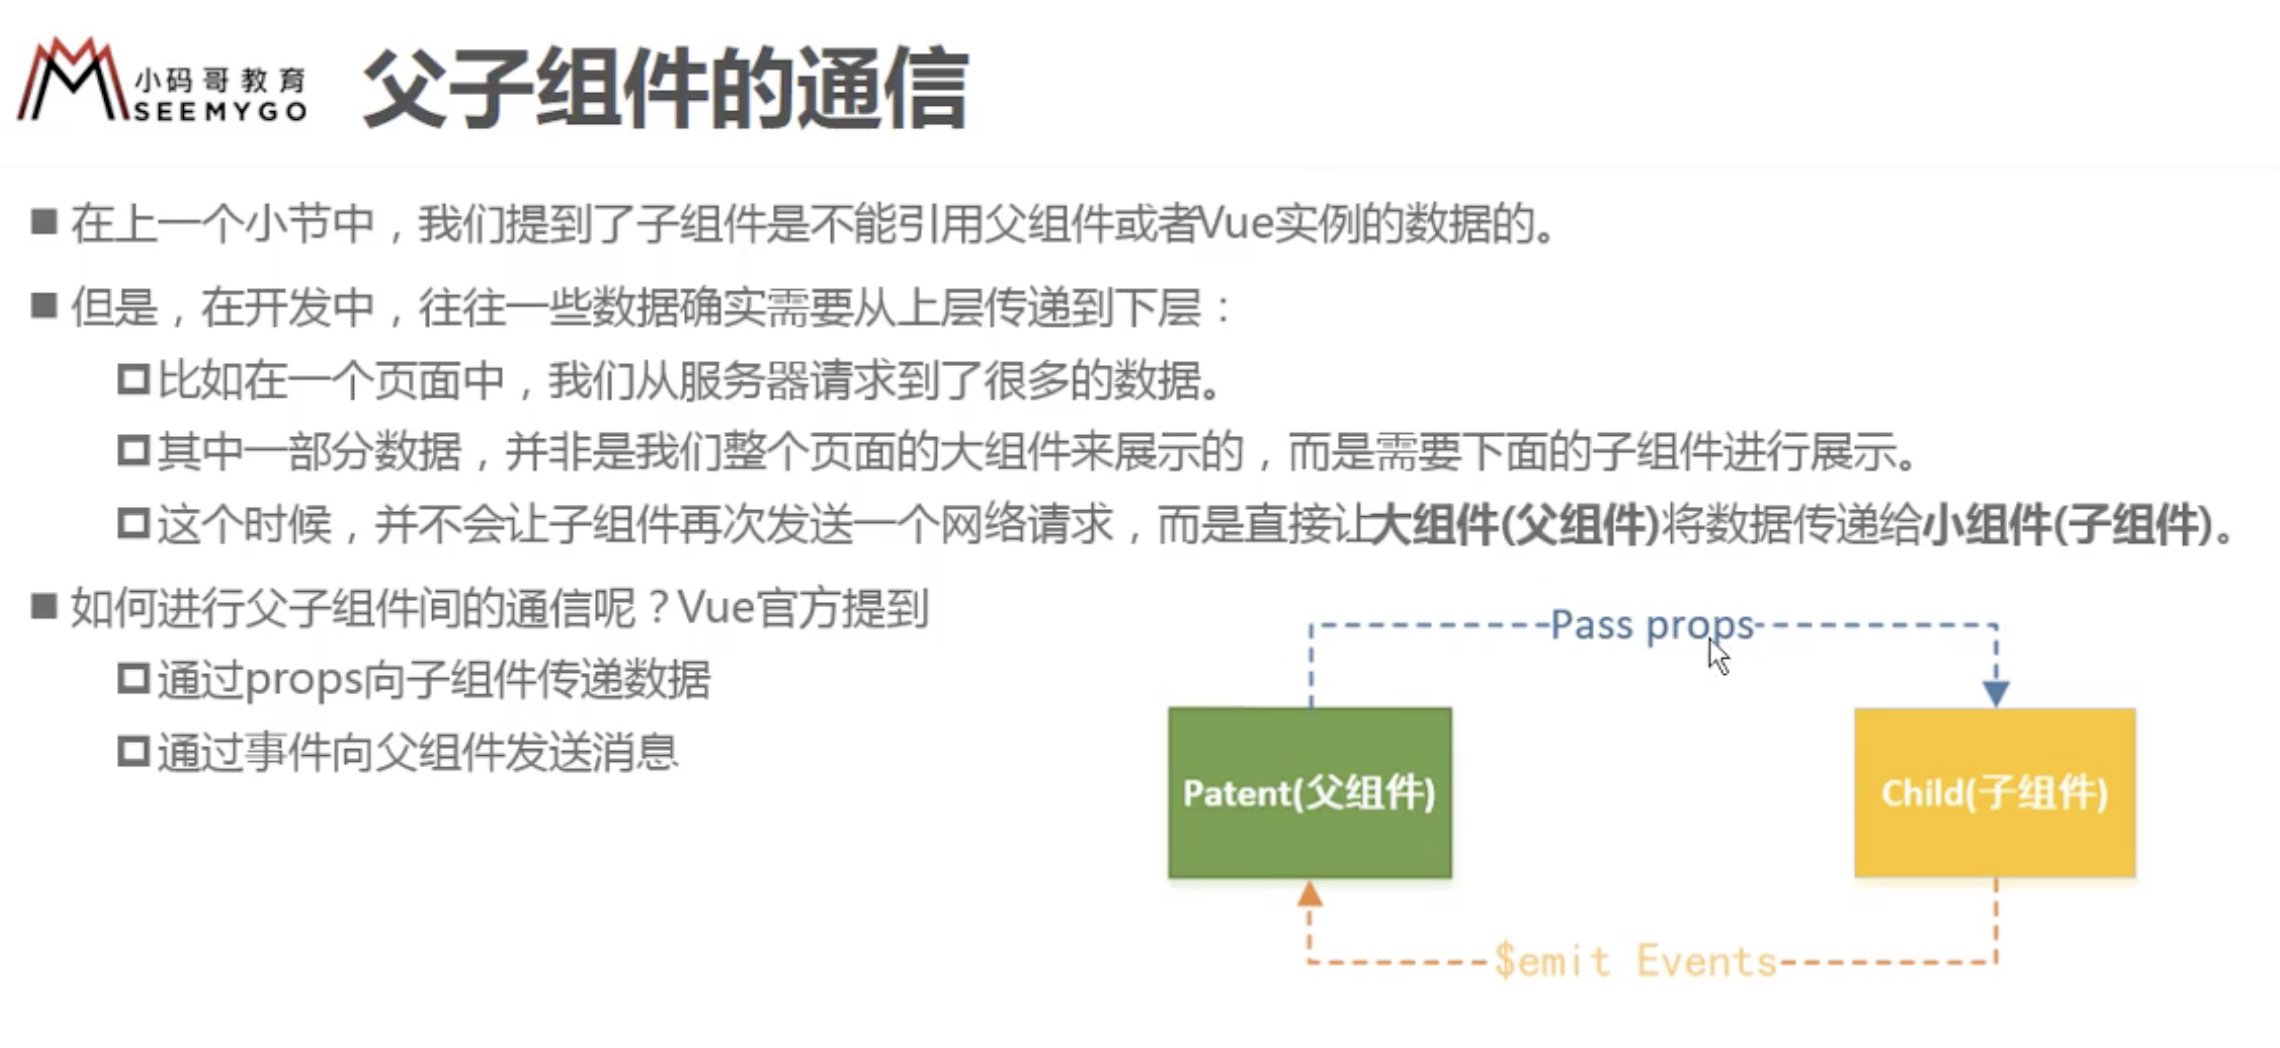 小码哥教育
SEEMYGO
父子组件的通信
在上一个小节中，我们提到了子组件是不能引用父组件或者Vue实例的数据的。
但是，在开发中，往往一些数据确实需要从上层传递到下层：
比如在一个页面中，我们从服务器请求到了很多的数据。
其中一部分数据，并非是我们整个页面的大组件来展示的，而是需要下面的子组件进行展示。
这个时候，并不会让子组件再次发送一个网络请求，而是直接让大组件(父组件)将数据传递给小组件(子组件)。
如何进行父子组件间的通信呢？Vue官方提到
通过props向子组件传递数据
通过事件向父组件发送消息
Pass props
Patent(父组件)
Child(子组件)
$emit Events